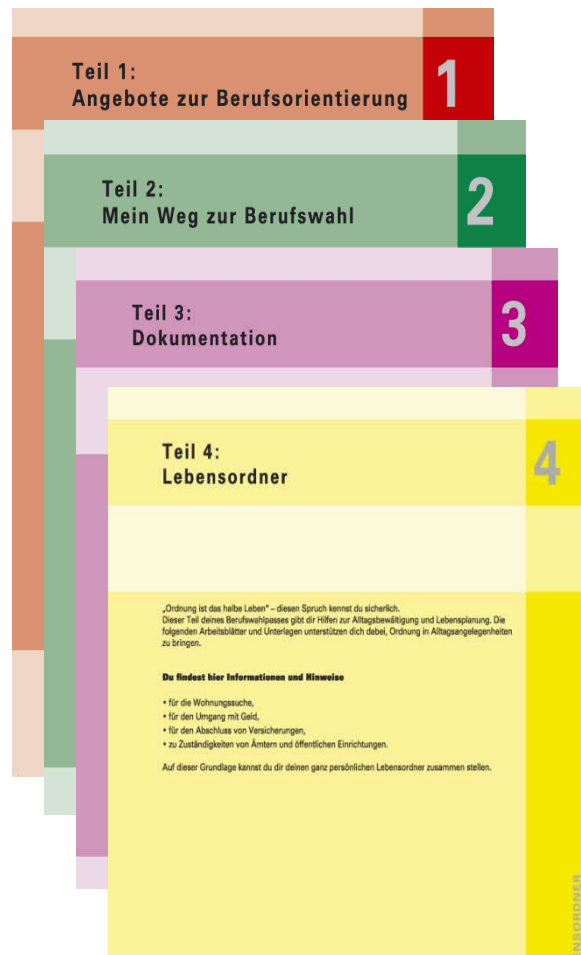 Teil 1:
Angebote zur Berufsorientierung
1
Teil 2:
Mein Weg zur Berufswahl
2
Teil 3:
Dokumentation
3
Teil 4:
Lebensordner
4
„Ordnung ist das halbe Leben“ – diesen Spruch kennst du sicherlich.
Dieser Teil deines Berufswahlpasses gibt dir Hilfen zur Alltagsbewältigung und Lebensplanung. Die
folgenden Arbeitsblätter und Unterlagen unterstützen dich dabei, Ordnung in Alltagsangelegenheiten
zu bringen.
Du findest hier Informationen und Hinweise
• für die Wohnungssuche,
• für den Umgang mit Geld,
• für den Abschluss von Versicherungen,
• zu Zuständigkeiten von Ämtern und öffentlichen Einrichtungen.
Auf dieser Grundlage kannst du dir deinen ganz persönlichen Lebensordner zusammen stellen.
ENSORDNER